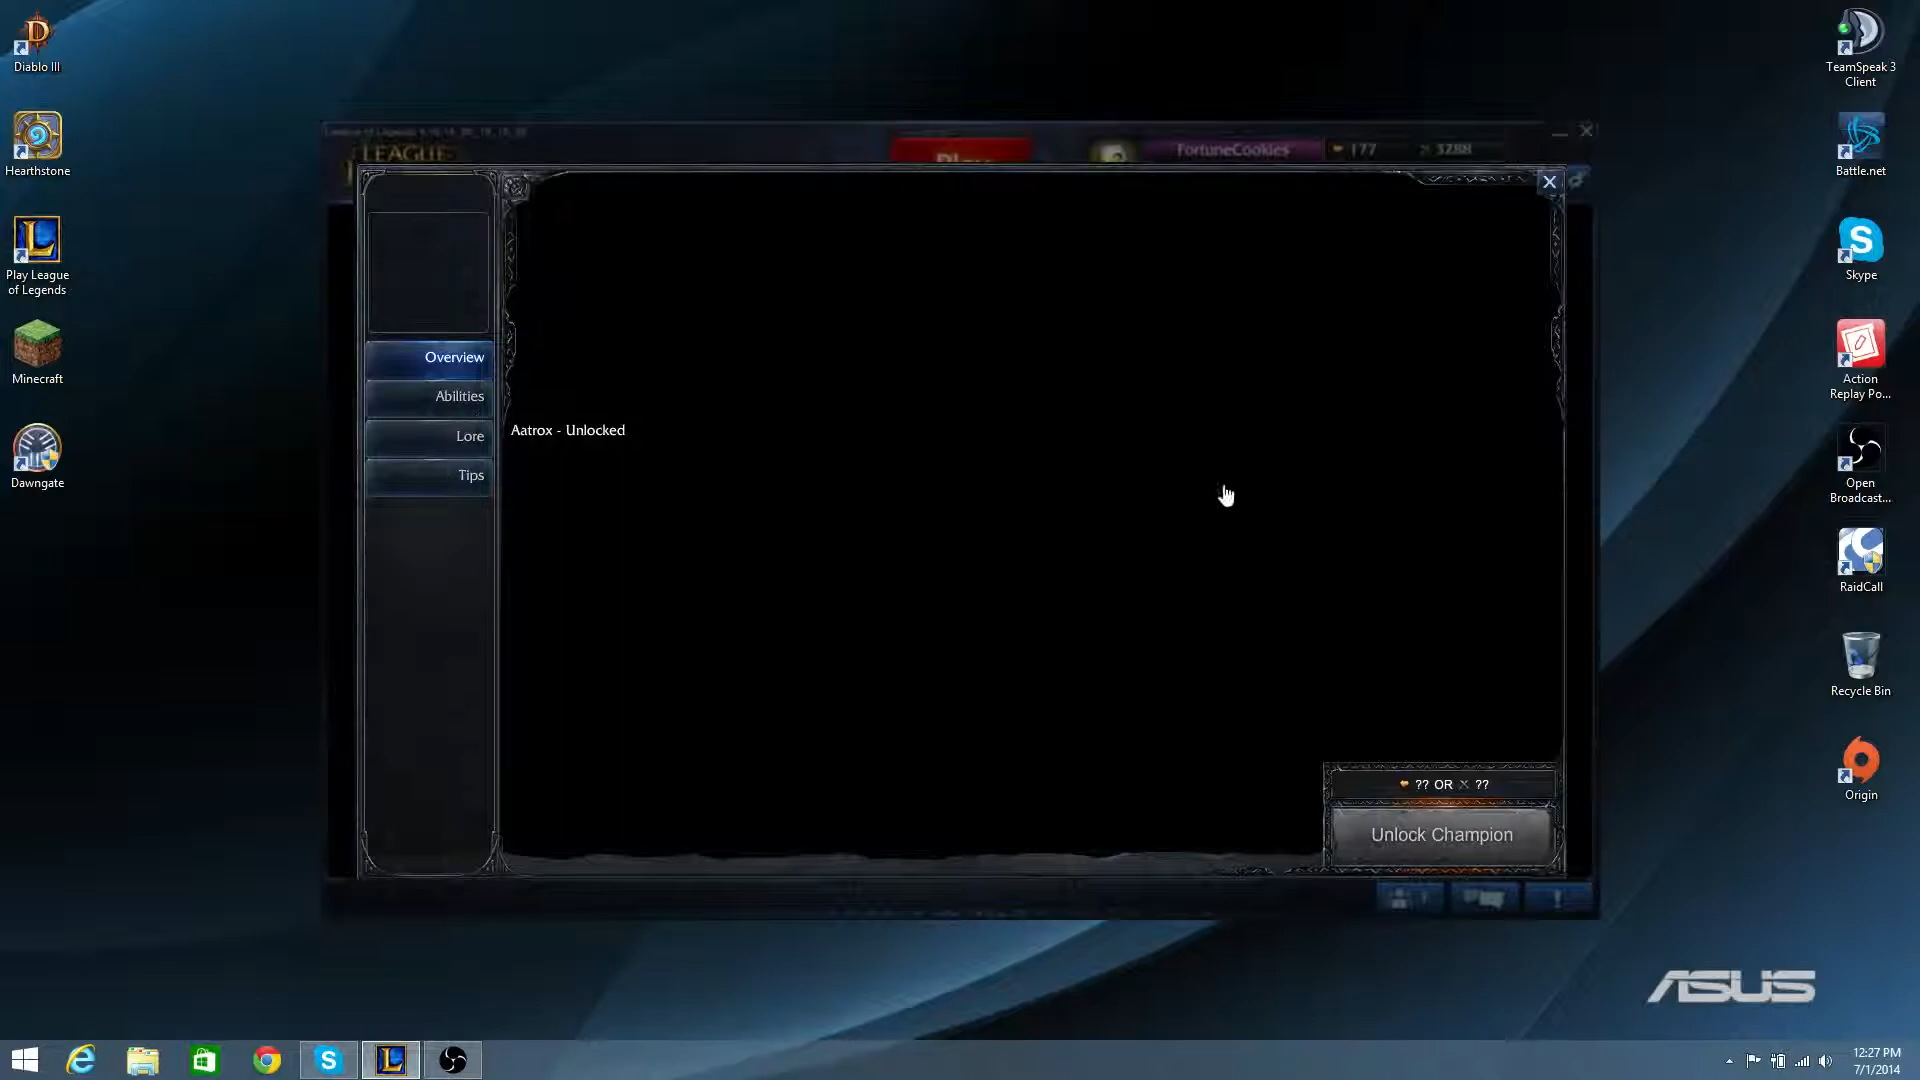 Diablo III
Hearthstone
Play League
of Legends
Minecraft
Dawngate
LEAGUE
Play
FortuneCookies
177
3288
X
Overview
Abilities
Lore
Tips
Aatrox - Unlocked
?? OR ??
Unlock Champion
TeamSpeak 3
Client
Battle.net
Skype
Action
Replay Po...
Open
Broadcast...
RaidCall
Recycle Bin
Origin
ASUS
12:27 PM
7/1/2014